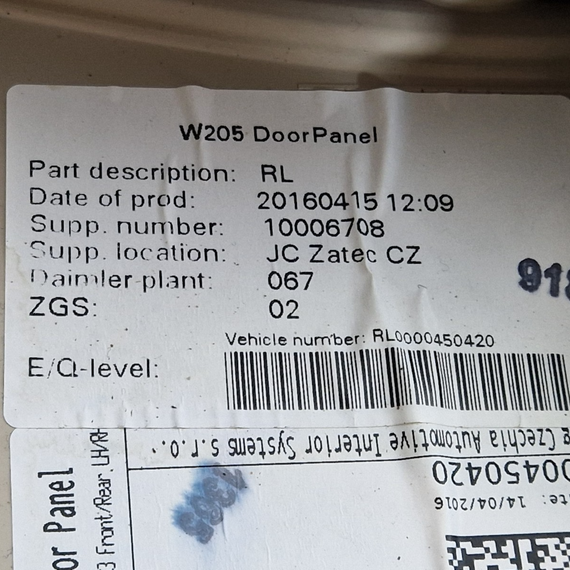 W205 DoorPanel
Part description: RL
Date of prod: 20160415 12:09
Supp. number: 10006708
Supp. location: JC Zatec CZ
Daimler plant: 067
ZGS: 02
Vehicle number: RL0000450420
E/Q-level:
918
Czechia Automotive Interior Systems s.r.o.
00450420
14/04/2016
Panel
Front/Rear. LH/RH